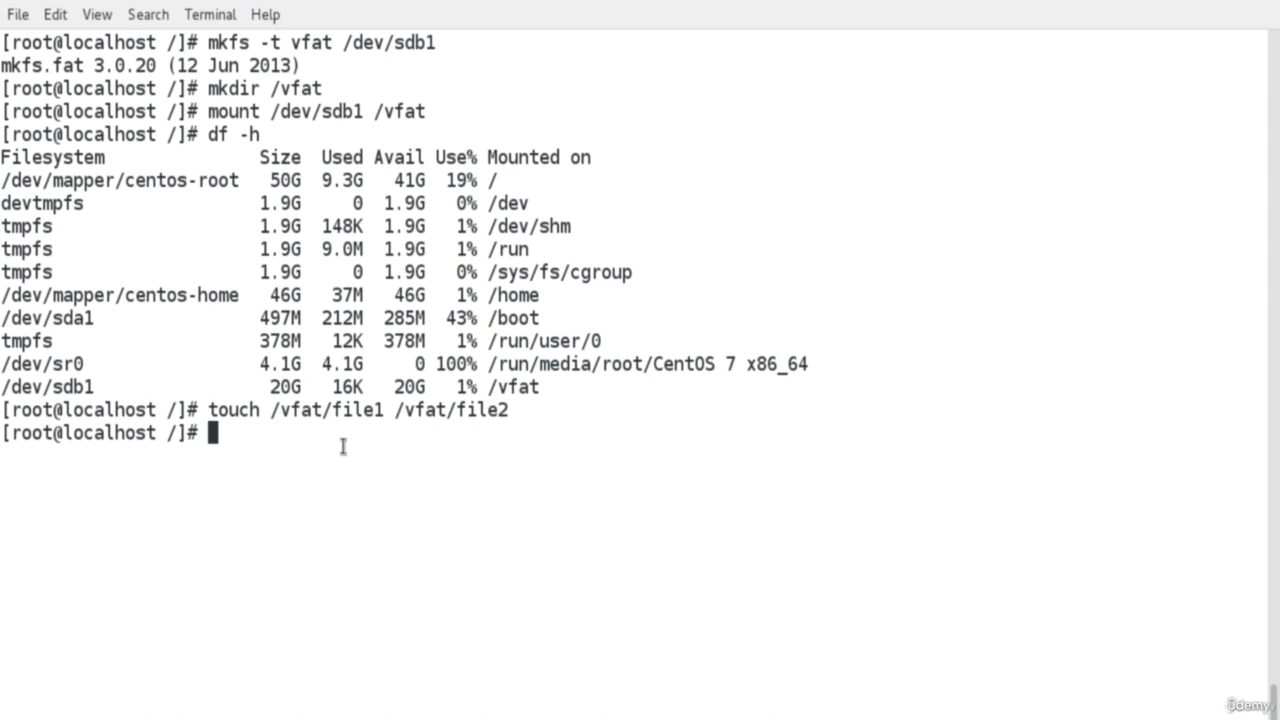 File Edit View Search Terminal Help
[root@localhost /]# mkfs -t vfat /dev/sdb1
mkfs.fat 3.0.20 (12 Jun 2013)
[root@localhost /]# mkdir /vfat
[root@localhost /]# mount /dev/sdb1 /vfat
[root@localhost /]# df -h
Filesystem               Size  Used Avail Use% Mounted on
/dev/mapper/centos-root   50G  9.3G   41G  19% /
devtmpfs                 1.9G     0  1.9G   0% /dev
tmpfs                    1.9G  148K  1.9G   1% /dev/shm
tmpfs                    1.9G  9.0M  1.9G   1% /run
tmpfs                    1.9G     0  1.9G   0% /sys/fs/cgroup
/dev/mapper/centos-home   46G   37M   46G   1% /home
/dev/sda1                497M  212M  285M  43% /boot
tmpfs                    378M   12K  378M   1% /run/user/0
/dev/sr0                 4.1G  4.1G     0 100% /run/media/root/CentOS 7 x86_64
/dev/sdb1                 20G   16K   20G   1% /vfat
[root@localhost /]# touch /vfat/file1 /vfat/file2
[root@localhost /]#
Udemy